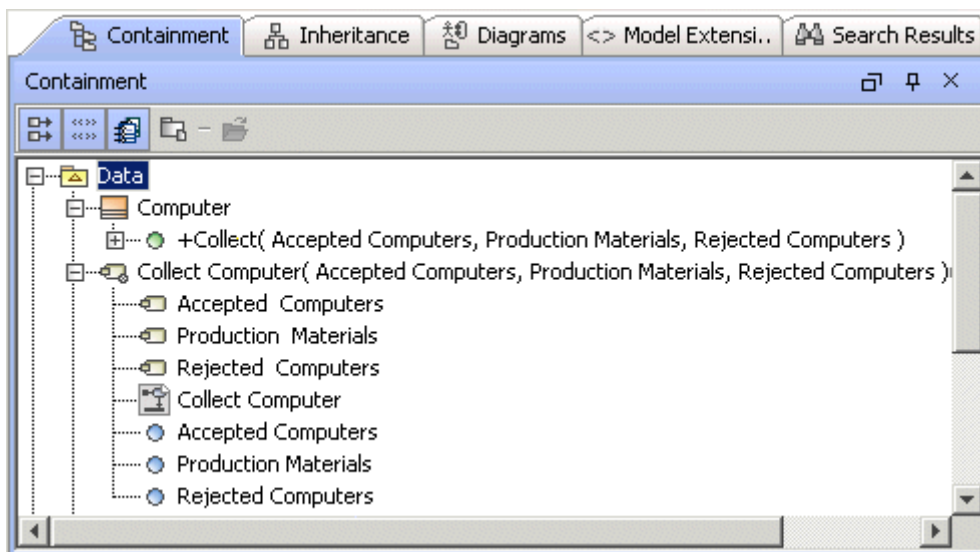 Containment Inheritance Diagrams <> Model Extensi.. Search Results
Containment
Data
Computer
+Collect( Accepted Computers, Production Materials, Rejected Computers )
Collect Computer( Accepted Computers, Production Materials, Rejected Computers )
Accepted  Computers
Production  Materials
Rejected  Computers
Collect Computer
Accepted Computers
Production Materials
Rejected Computers